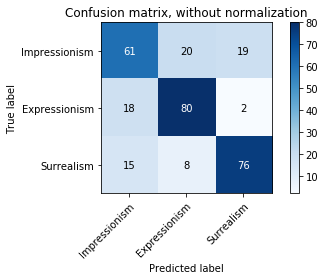 Confusion matrix, without normalization
True label
Impressionism 61 20 19
Expressionism 18 80 2
Surrealism 15 8 76
Impressionism Expressionism Surrealism
Predicted label
80
70
60
50
40
30
20
10